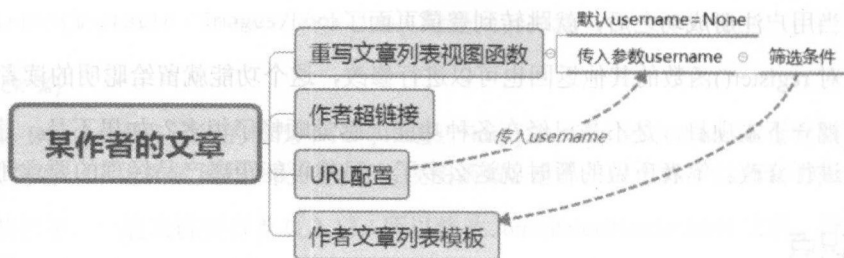 默认username=None
重写文章列表视图函数
传入参数username
筛选条件
作者超链接
某作者的文章
传入username
URL配置
作者文章列表模板